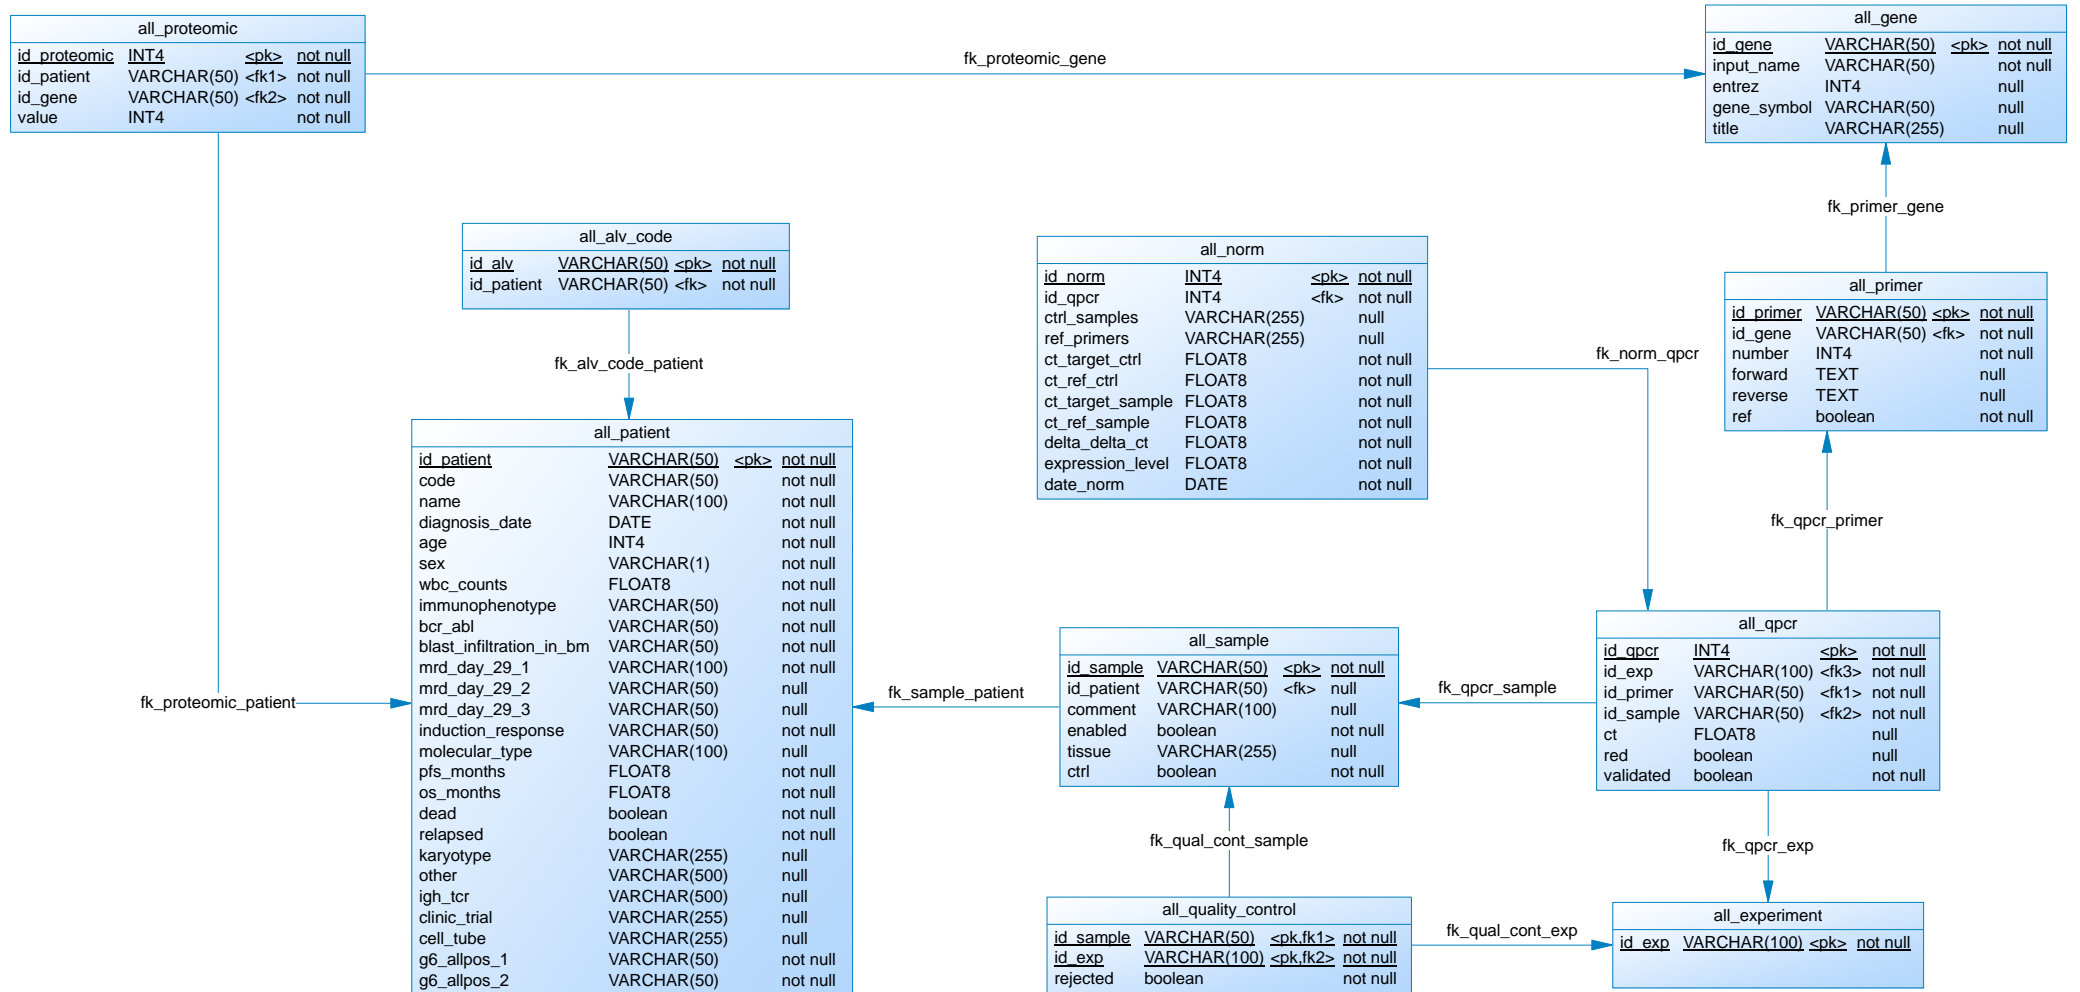 all_proteomic
id_proteomic INT4 <pk> not null
id_patient VARCHAR(50) <fk1> not null
id_gene VARCHAR(50) <fk2> not null
value INT4 not null
fk_proteomic_gene
all_gene
id_gene VARCHAR(50) <pk> not null
input_name VARCHAR(50) not null
entrez INT4 null
gene_symbol VARCHAR(50) null
title VARCHAR(255) null
fk_primer_gene
all_alv_code
id_alv VARCHAR(50) <pk> not null
id_patient VARCHAR(50) <fk> not null
fk_alv_code_patient
all_norm
id_norm INT4 <pk> not null
id_qpcr INT4 <fk> not null
ctrl_samples VARCHAR(255) null
ref_primers VARCHAR(255) null
ct_target_ctrl FLOAT8 not null
ct_ref_ctrl FLOAT8 not null
ct_target_sample FLOAT8 not null
ct_ref_sample FLOAT8 not null
delta_delta_ct FLOAT8 not null
expression_level FLOAT8 not null
date_norm DATE not null
fk_norm_qpcr
all_primer
id_primer VARCHAR(50) <pk> not null
id_gene VARCHAR(50) <fk> not null
number INT4 not null
forward TEXT null
reverse TEXT null
ref boolean not null
fk_qpcr_primer
all_patient
id_patient VARCHAR(50) <pk> not null
code VARCHAR(50) not null
name VARCHAR(100) not null
diagnosis_date DATE not null
age INT4 not null
sex VARCHAR(1) not null
wbc_counts FLOAT8 not null
immunophenotype VARCHAR(50) not null
bcr_abl VARCHAR(50) not null
blast_infiltration_in_bm VARCHAR(50) not null
mrd_day_29_1 VARCHAR(100) not null
mrd_day_29_2 VARCHAR(50) null
mrd_day_29_3 VARCHAR(50) null
induction_response VARCHAR(50) not null
molecular_type VARCHAR(100) null
pfs_months FLOAT8 not null
os_months FLOAT8 not null
dead boolean not null
relapsed boolean not null
karyotype VARCHAR(255) null
other VARCHAR(500) null
igh_tcr VARCHAR(500) null
clinic_trial VARCHAR(255) null
cell_tube VARCHAR(255) null
g6_allpos_1 VARCHAR(50) not null
g6_allpos_2 VARCHAR(50) not null
fk_proteomic_patient
fk_sample_patient
all_sample
id_sample VARCHAR(50) <pk> not null
id_patient VARCHAR(50) <fk> null
comment VARCHAR(100) null
enabled boolean not null
tissue VARCHAR(255) null
ctrl boolean not null
fk_qpcr_sample
all_qpcr
id_qpcr INT4 <pk> not null
id_exp VARCHAR(100) <fk3> not null
id_primer VARCHAR(50) <fk1> not null
id_sample VARCHAR(50) <fk2> not null
ct FLOAT8 null
red boolean null
validated boolean not null
fk_qual_cont_sample
fk_qpcr_exp
all_quality_control
id_sample VARCHAR(50) <pk,fk1> not null
id_exp VARCHAR(100) <pk,fk2> not null
rejected boolean not null
fk_qual_cont_exp
all_experiment
id_exp VARCHAR(100) <pk> not null